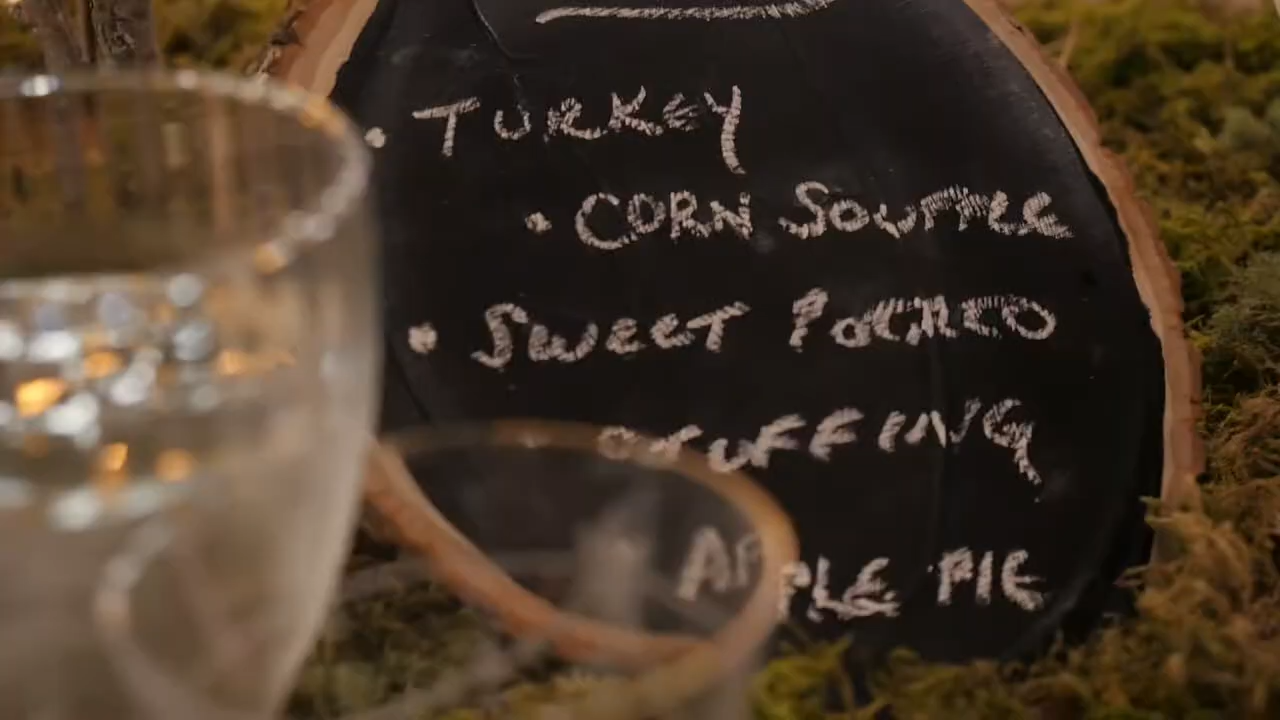 • TURKEY
• CORN SOUFFLE
• SWEET POTATO
STUFFING
APPLE PIE